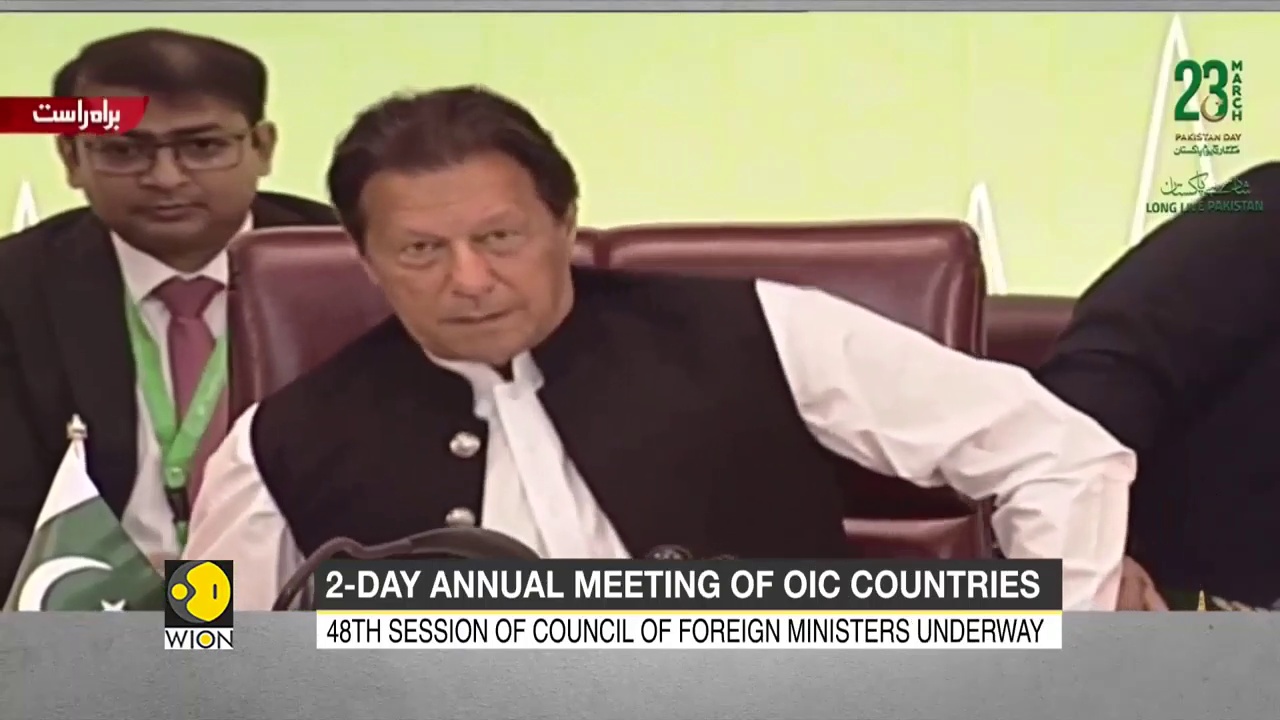 براہ راست
23
MARCH
PAKISTAN DAY
LONG LIVE PAKISTAN
2-DAY ANNUAL MEETING OF OIC COUNTRIES
48TH SESSION OF COUNCIL OF FOREIGN MINISTERS UNDERWAY
WION